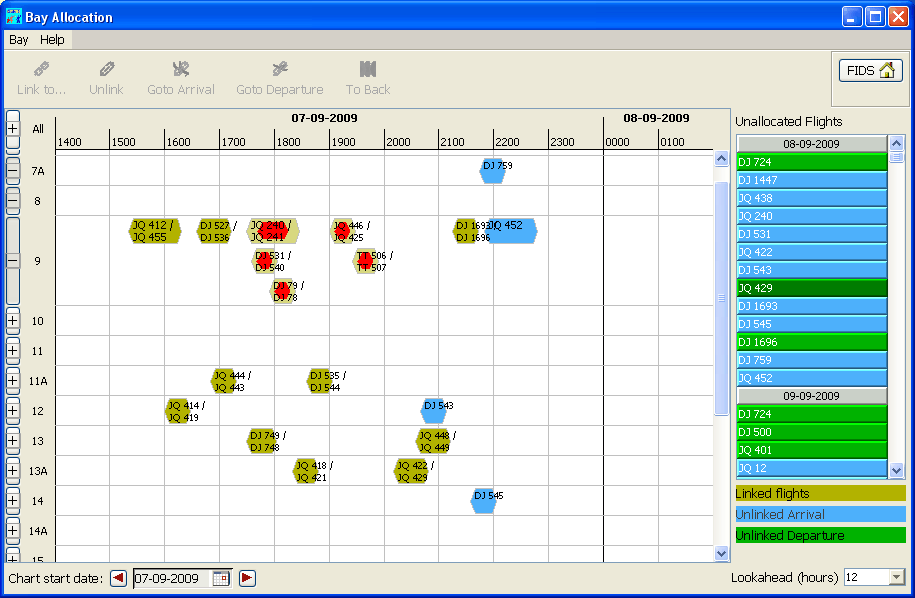 Bay Allocation
Bay Help
Link to... Unlink Goto Arrival Goto Departure To Back
FIDS
07-09-2009 08-09-2009
All
1400 1500 1600 1700 1800 1900 2000 2100 2200 2300 0000 0100
7A
DJ 759
8
9
JQ 412 /
JQ 455
DJ 527 /
DJ 536
JQ 240 /
JQ 241
JQ 446 /
JQ 425
DJ 1693
DJ 1696
JQ 452
DJ 531 /
DJ 540
TT 506 /
TT 507
DJ 79 /
DJ 78
10
11
11A
JQ 444 /
JQ 443
DJ 535 /
DJ 544
12
JQ 414 /
JQ 419
DJ 543
13
DJ 749 /
DJ 748
JQ 448 /
JQ 449
13A
JQ 418 /
JQ 421
JQ 422 /
JQ 429
14
DJ 545
14A
15
Unallocated Flights
08-09-2009
DJ 724
DJ 1447
JQ 438
JQ 240
DJ 531
JQ 422
DJ 543
JQ 429
DJ 1693
DJ 545
DJ 1696
DJ 759
JQ 452
09-09-2009
DJ 724
DJ 500
JQ 401
JQ 12
Linked flights
Unlinked Arrival
Unlinked Departure
Chart start date: 07-09-2009
Lookahead (hours) 12